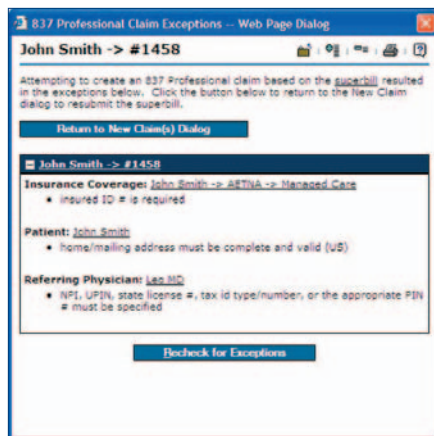 837 Professional Claim Exceptions -- Web Page Dialog
John Smith -> #1458
Attempting to create an 837 Professional claim based on the superbill resulted
in the exceptions below. Click the button below to return to the New Claim
dialog to resubmit the superbill.
Return to New Claim(s) Dialog
John Smith -> #1458
Insurance Coverage: John Smith -> AETNA -> Managed Care
• insured ID # is required
Patient: John Smith
• home/mailing address must be complete and valid (US)
Referring Physician: Leo MD
• NPI, UPIN, state license #, tax id type/number, or the appropriate PIN
# must be specified
Recheck for Exceptions